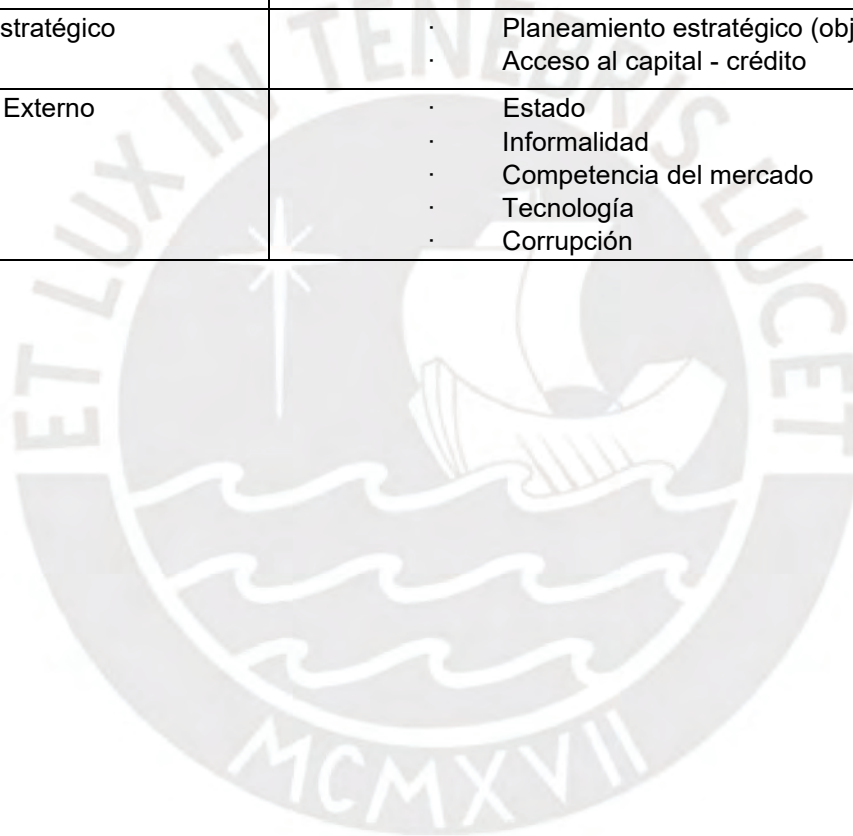 stratégico
· Planeamiento estratégico (obj
· Acceso al capital - crédito
Externo
· Estado
· Informalidad
· Competencia del mercado
· Tecnología
· Corrupción
ET LUX IN TENEBRIS LUCET
MCMXVII